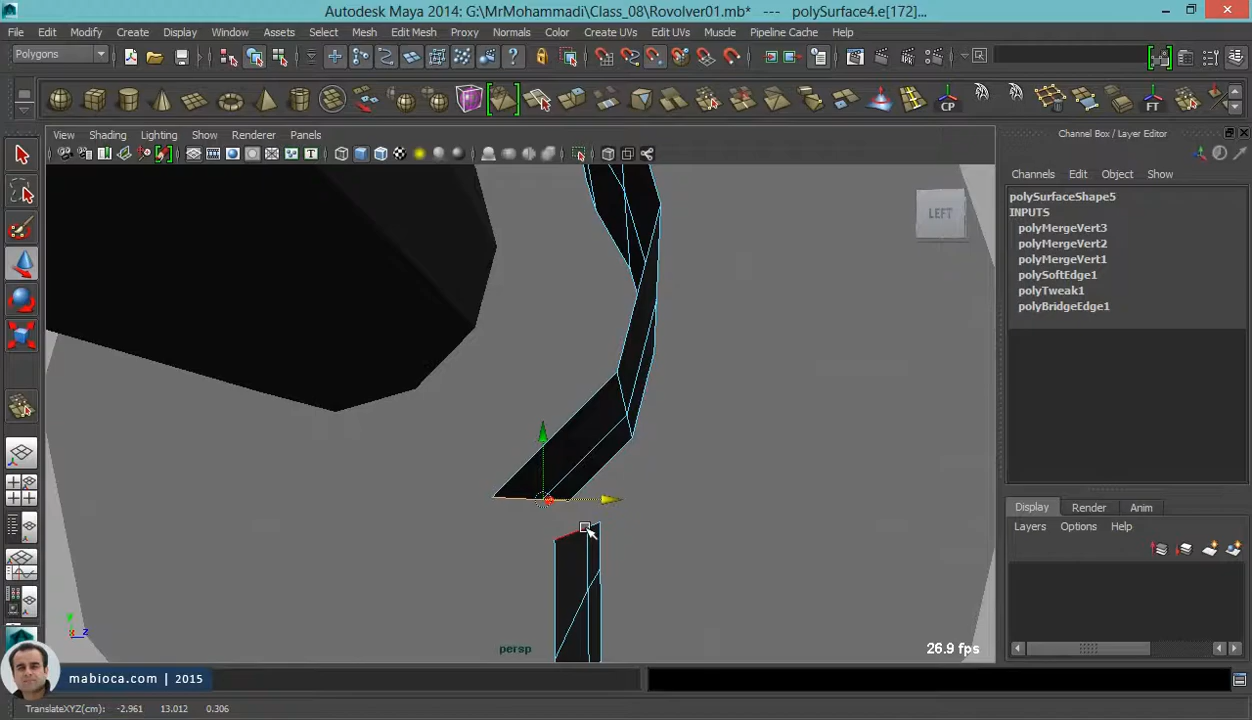 Autodesk Maya 2014: G:\MrMohammadi\Class_08\Rovolver01.mb* --- polySurface4.e[172]...
File Edit Modify Create Display Window Assets Select Mesh Edit Mesh Proxy Normals Color Create UVs Edit UVs Muscle Pipeline Cache Help
Polygons
CP
FT
View Shading Lighting Show Renderer Panels
Channel Box / Layer Editor
Channels Edit Object Show
polySurfaceShape5
INPUTS
polyMergeVert3
polyMergeVert2
polyMergeVert1
polySoftEdge1
polyTweak1
polyBridgeEdge1
LEFT
Display Render Anim
Layers Options Help
y
z
persp
26.9 fps
mabioca.com | 2015
TranslateXYZ(cm): -2.961 13.012 0.306